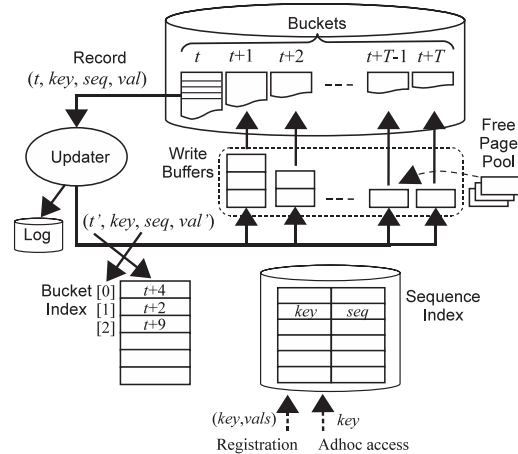 Buckets
Record
(t, key, seq, val)
t t+1 t+2 t+T-1 t+T
Updater
Write
Buffers
Free
Page
Pool
Log
(t', key, seq, val')
Bucket
Index
[0] t+4
[1] t+2
[2] t+9
Sequence
Index
key seq
(key,vals) key
Registration Adhoc access